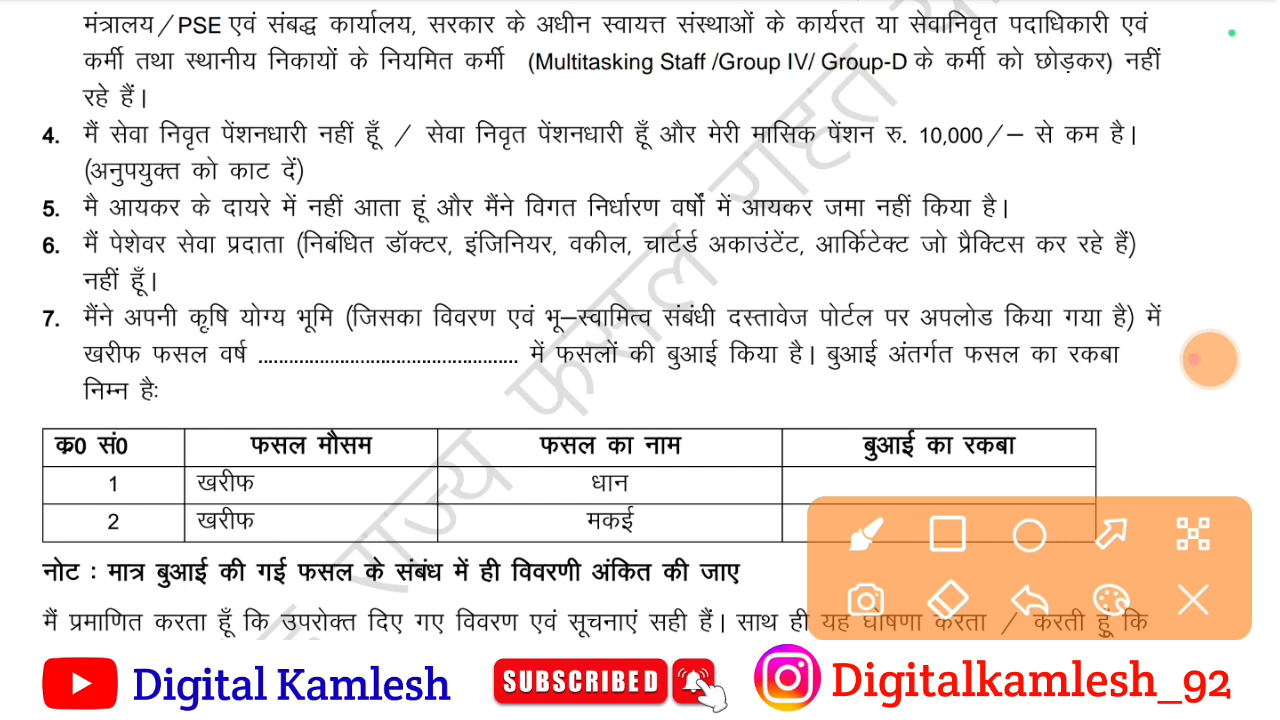 मंत्रालय/PSE एवं संबद्ध कार्यालय, सरकार के अधीन स्वायत्त संस्थाओं के कार्यरत या सेवानिवृत पदाधिकारी एवं
कर्मी तथा स्थानीय निकायों के नियमित कर्मी (Multitasking Staff /Group IV/ Group-D के कर्मी को छोड़कर) नहीं
रहे हैं।
4. मैं सेवा निवृत पेंशनधारी नहीं हूँ / सेवा निवृत पेंशनधारी हूँ और मेरी मासिक पेंशन रु. 10,000/– से कम है।
(अनुपयुक्त को काट दें)
5. मै आयकर के दायरे में नहीं आता हूं और मैंने विगत निर्धारण वर्षों में आयकर जमा नहीं किया है।
6. मैं पेशेवर सेवा प्रदाता (निबंधित डॉक्टर, इंजिनियर, वकील, चार्टर्ड अकाउंटेंट, आर्किटेक्ट जो प्रैक्टिस कर रहे हैं)
नहीं हूँ।
7. मैंने अपनी कृषि योग्य भूमि (जिसका विवरण एवं भू–स्वामित्व संबंधी दस्तावेज पोर्टल पर अपलोड किया गया है) में
खरीफ फसल वर्ष .................................................. में फसलों की बुआई किया है। बुआई अंतर्गत फसल का रकबा
निम्न है:
क0 सं0 फसल मौसम फसल का नाम बुआई का रकबा
1 खरीफ धान
2 खरीफ मकई
नोट : मात्र बुआई की गई फसल के संबंध में ही विवरणी अंकित की जाए
मैं प्रमाणित करता हूँ कि उपरोक्त दिए गए विवरण एवं सूचनाएं सही हैं। साथ ही यह घोषणा करता / करती हूं कि
राज्य फसल राहत
Digital Kamlesh SUBSCRIBED Digitalkamlesh_92